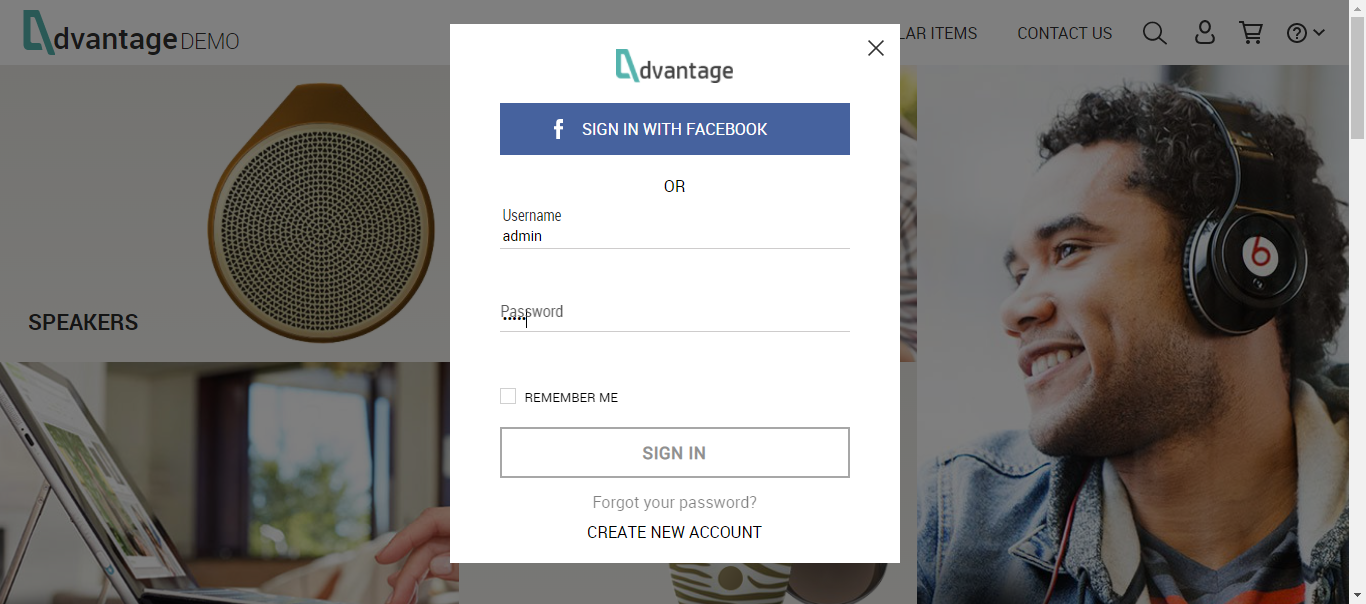 dvantage DEMO
LAR ITEMS
CONTACT US
dvantage
SIGN IN WITH FACEBOOK
OR
Username
admin
Password
•••••
REMEMBER ME
SIGN IN
Forgot your password?
CREATE NEW ACCOUNT
SPEAKERS